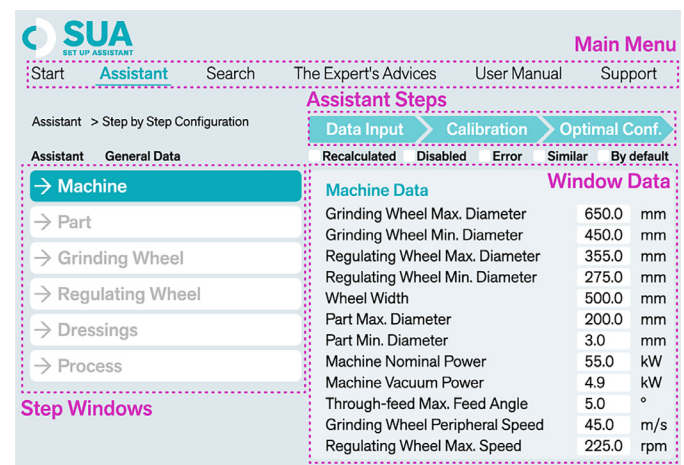 SUA
SET UP ASSISTANT
Main Menu
Start Assistant Search The Expert's Advices User Manual Support
Assistant Steps
Assistant > Step by Step Configuration
Data Input Calibration Optimal Conf.
Assistant General Data
Recalculated Disabled Error Similar By default
→ Machine
→ Part
→ Grinding Wheel
→ Regulating Wheel
→ Dressings
→ Process
Step Windows
Window Data
Machine Data
Grinding Wheel Max. Diameter 650.0 mm
Grinding Wheel Min. Diameter 450.0 mm
Regulating Wheel Max. Diameter 355.0 mm
Regulating Wheel Min. Diameter 275.0 mm
Wheel Width 500.0 mm
Part Max. Diameter 200.0 mm
Part Min. Diameter 3.0 mm
Machine Nominal Power 55.0 kW
Machine Vacuum Power 4.9 kW
Through-feed Max. Feed Angle 5.0 °
Grinding Wheel Peripheral Speed 45.0 m/s
Regulating Wheel Max. Speed 225.0 rpm